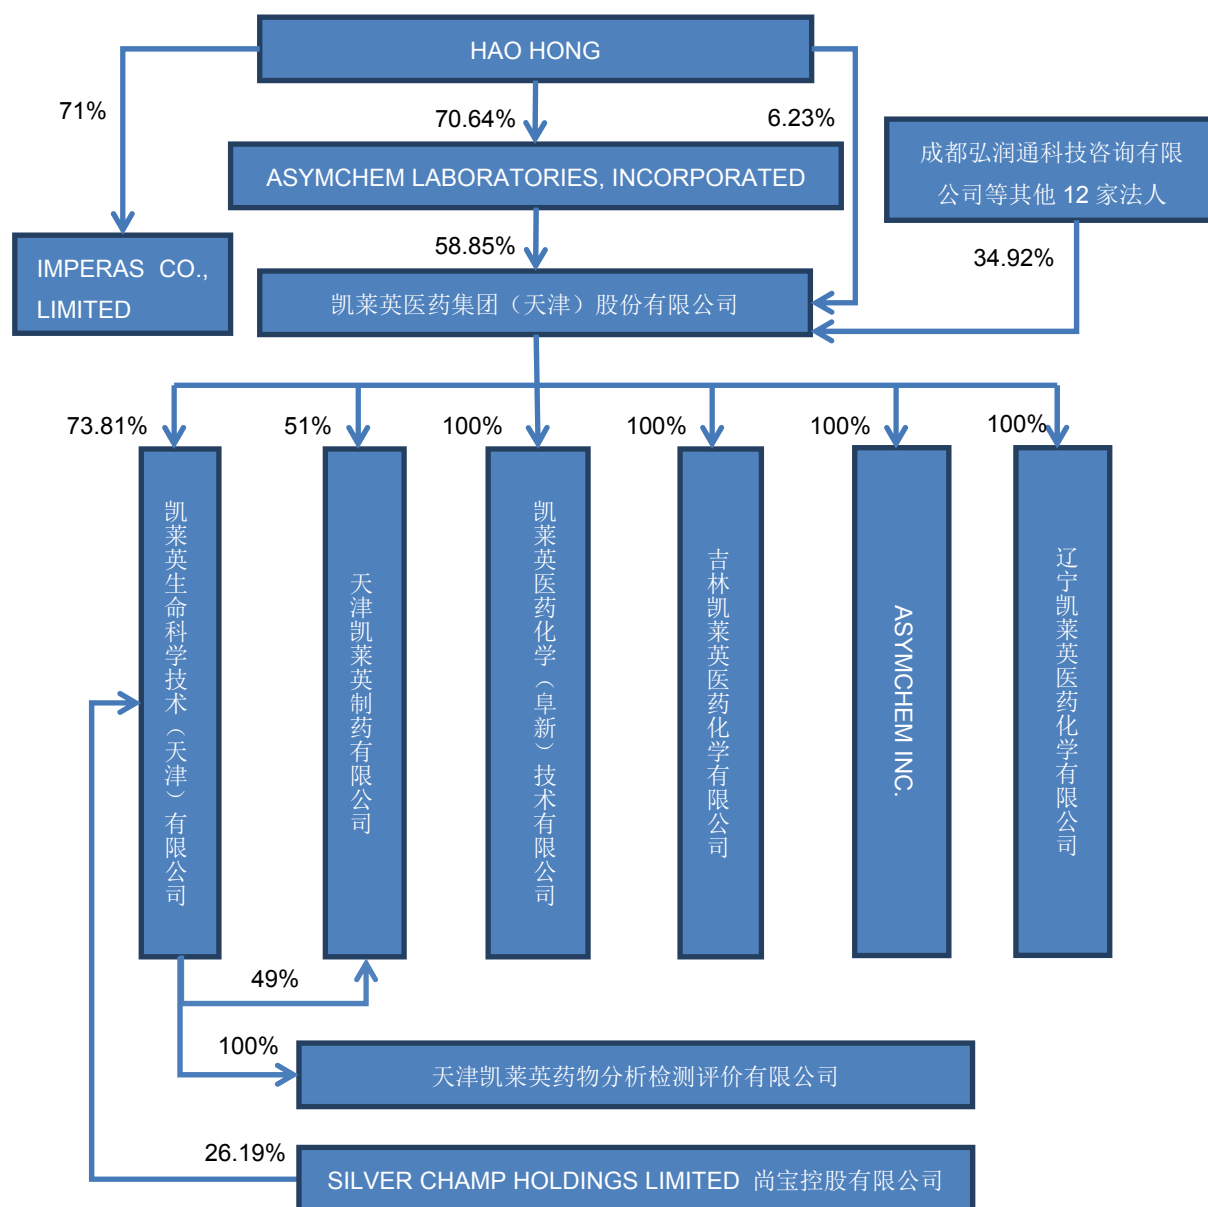 HAO HONG
71%
70.64%
6.23%
ASYMCHEM LABORATORIES, INCORPORATED
成都弘润通科技咨询有限
公司等其他 12 家法人
IMPERAS CO.,
LIMITED
58.85%
34.92%
凯莱英医药集团（天津）股份有限公司
73.81%
51%
100%
100%
100%
100%
凯莱英生命科学技术（天津）有限公司
天津凯莱英制药有限公司
凯莱英医药化学（阜新）技术有限公司
吉林凯莱英医药化学有限公司
ASYMCHEM INC.
辽宁凯莱英医药化学有限公司
49%
100%
天津凯莱英药物分析检测评价有限公司
26.19%
SILVER CHAMP HOLDINGS LIMITED 尚宝控股有限公司